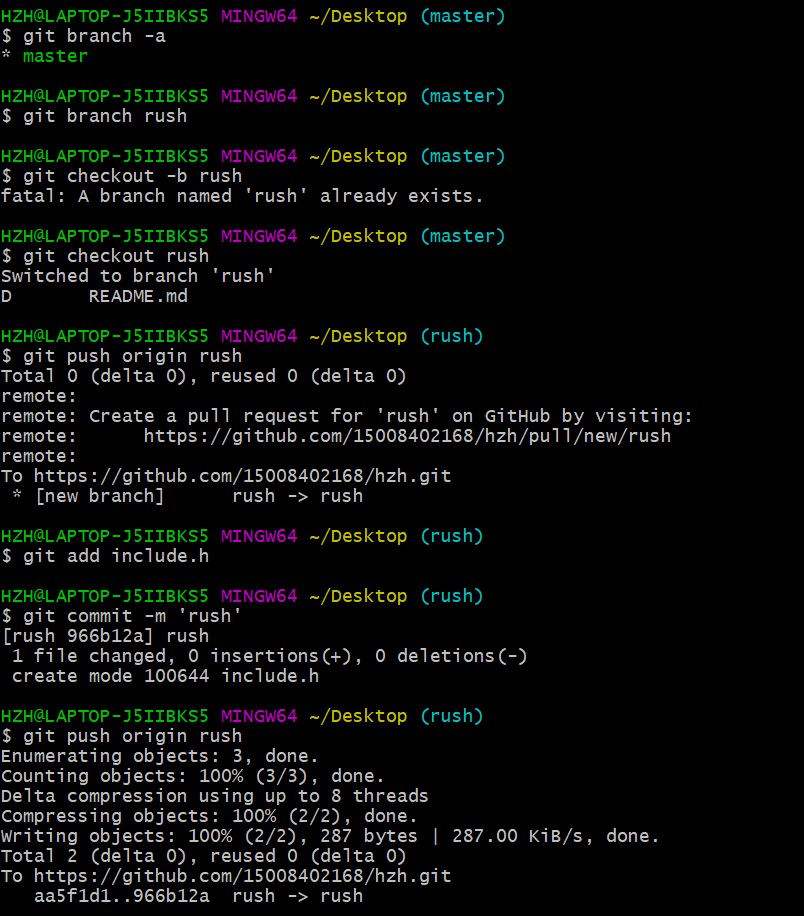 HZH@LAPTOP-J5IIBKS5 MINGW64 ~/Desktop (master)
$ git branch -a
* master
HZH@LAPTOP-J5IIBKS5 MINGW64 ~/Desktop (master)
$ git branch rush
HZH@LAPTOP-J5IIBKS5 MINGW64 ~/Desktop (master)
$ git checkout -b rush
fatal: A branch named 'rush' already exists.
HZH@LAPTOP-J5IIBKS5 MINGW64 ~/Desktop (master)
$ git checkout rush
Switched to branch 'rush'
D       README.md
HZH@LAPTOP-J5IIBKS5 MINGW64 ~/Desktop (rush)
$ git push origin rush
Total 0 (delta 0), reused 0 (delta 0)
remote:
remote: Create a pull request for 'rush' on GitHub by visiting:
remote:      https://github.com/15008402168/hzh/pull/new/rush
remote:
To https://github.com/15008402168/hzh.git
 * [new branch]      rush -> rush
HZH@LAPTOP-J5IIBKS5 MINGW64 ~/Desktop (rush)
$ git add include.h
HZH@LAPTOP-J5IIBKS5 MINGW64 ~/Desktop (rush)
$ git commit -m 'rush'
[rush 966b12a] rush
 1 file changed, 0 insertions(+), 0 deletions(-)
 create mode 100644 include.h
HZH@LAPTOP-J5IIBKS5 MINGW64 ~/Desktop (rush)
$ git push origin rush
Enumerating objects: 3, done.
Counting objects: 100% (3/3), done.
Delta compression using up to 8 threads
Compressing objects: 100% (2/2), done.
Writing objects: 100% (2/2), 287 bytes | 287.00 KiB/s, done.
Total 2 (delta 0), reused 0 (delta 0)
To https://github.com/15008402168/hzh.git
   aa5f1d1..966b12a  rush -> rush